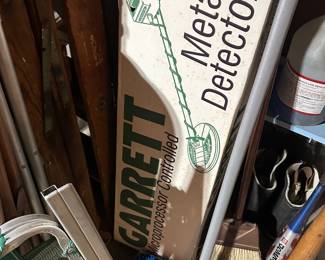 Metal
Detector
GARRETT
Microprocessor Controlled